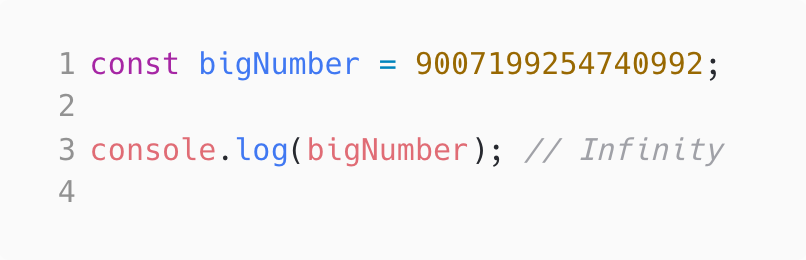 1 const bigNumber = 9007199254740992;
2
3 console.log(bigNumber); // Infinity
4